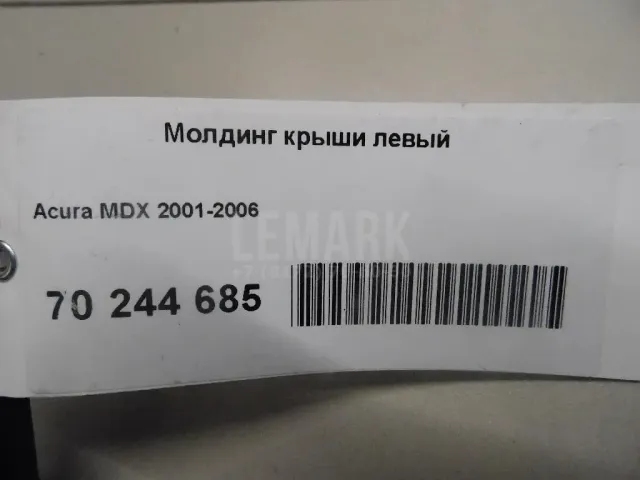 Молдинг крыши левый
Acura MDX 2001-2006
LEMARK
70 244 685